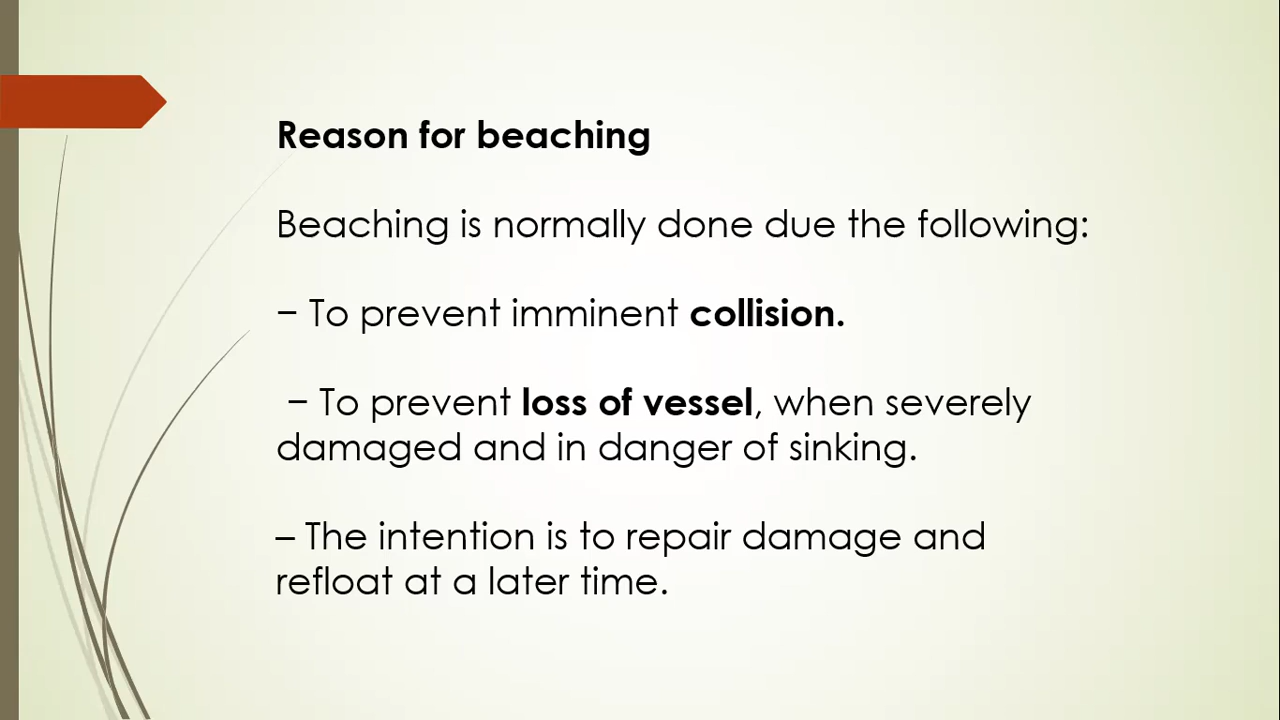 Reason for beaching
Beaching is normally done due the following:
− To prevent imminent collision.
− To prevent loss of vessel, when severely
damaged and in danger of sinking.
– The intention is to repair damage and
refloat at a later time.